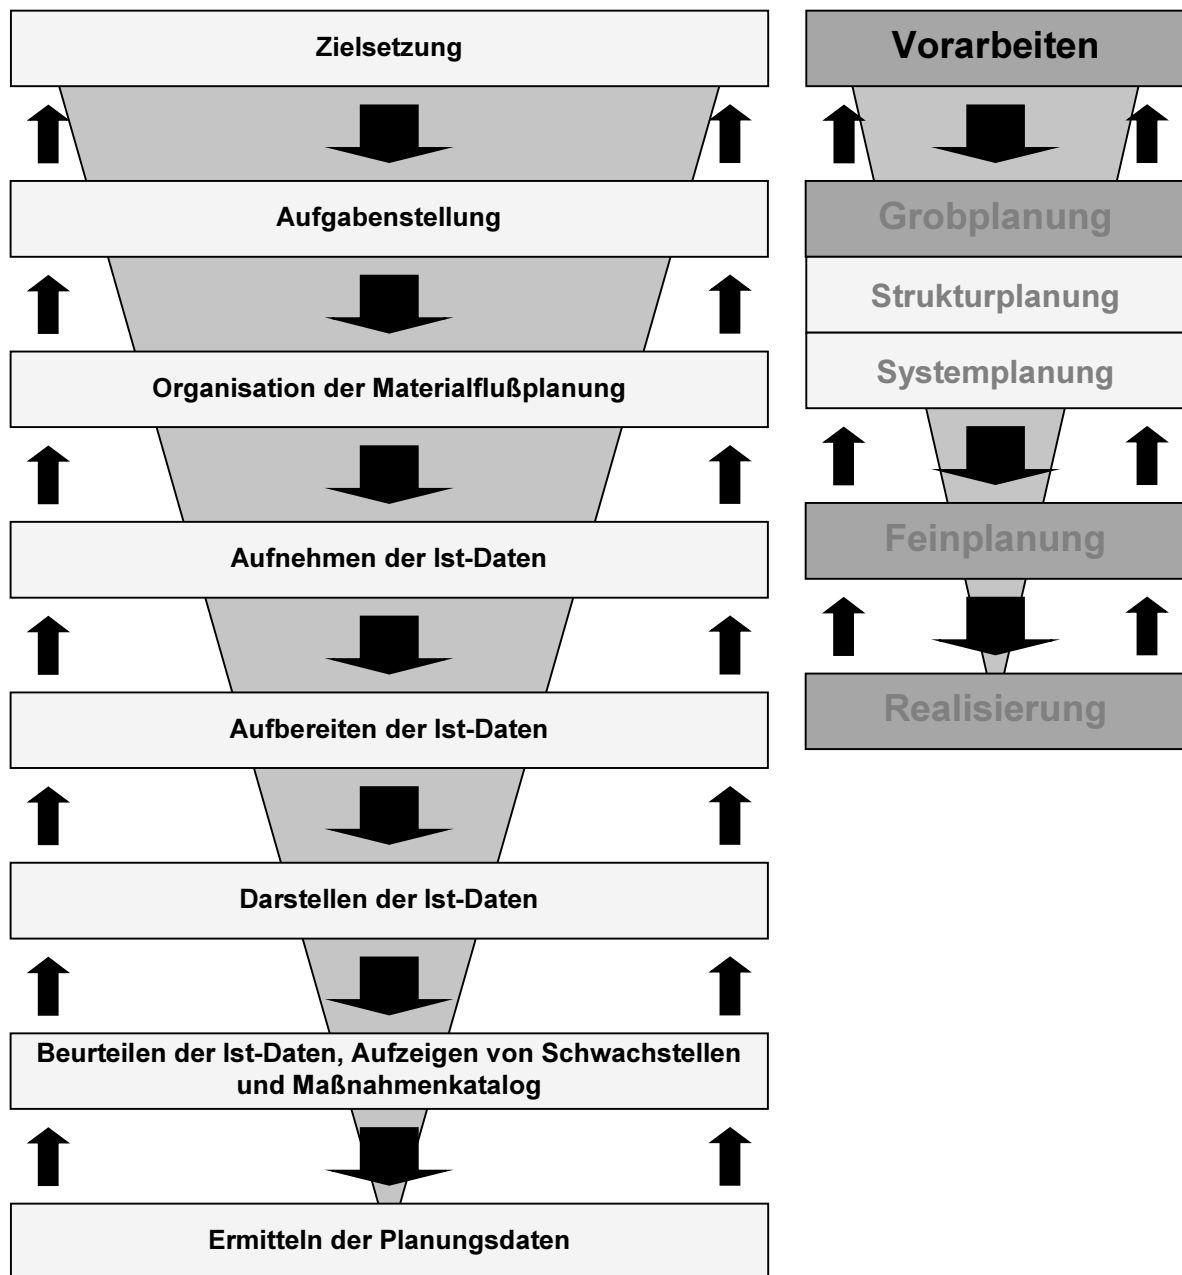 Zielsetzung
Aufgabenstellung
Organisation der Materialflußplanung
Aufnehmen der Ist-Daten
Aufbereiten der Ist-Daten
Darstellen der Ist-Daten
Beurteilen der Ist-Daten, Aufzeigen von Schwachstellen
und Maßnahmenkatalog
Ermitteln der Planungsdaten
Vorarbeiten
Grobplanung
Strukturplanung
Systemplanung
Feinplanung
Realisierung